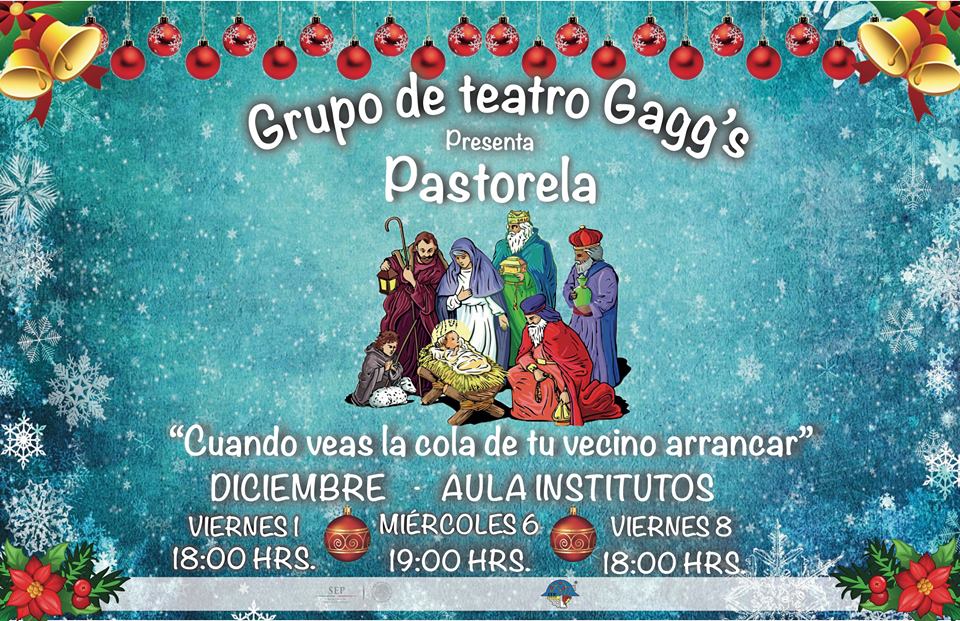 Grupo de teatro Gagg's
Presenta
Pastorela
“Cuando veas la cola de tu vecino arrancar”
DICIEMBRE - AULA INSTITUTOS
VIERNES 1 MIÉRCOLES 6 VIERNES 8
18:00 HRS. 19:00 HRS. 18:00 HRS.
SEP